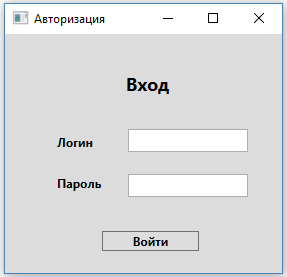 Авторизация
Вход
Логин
Пароль
Войти